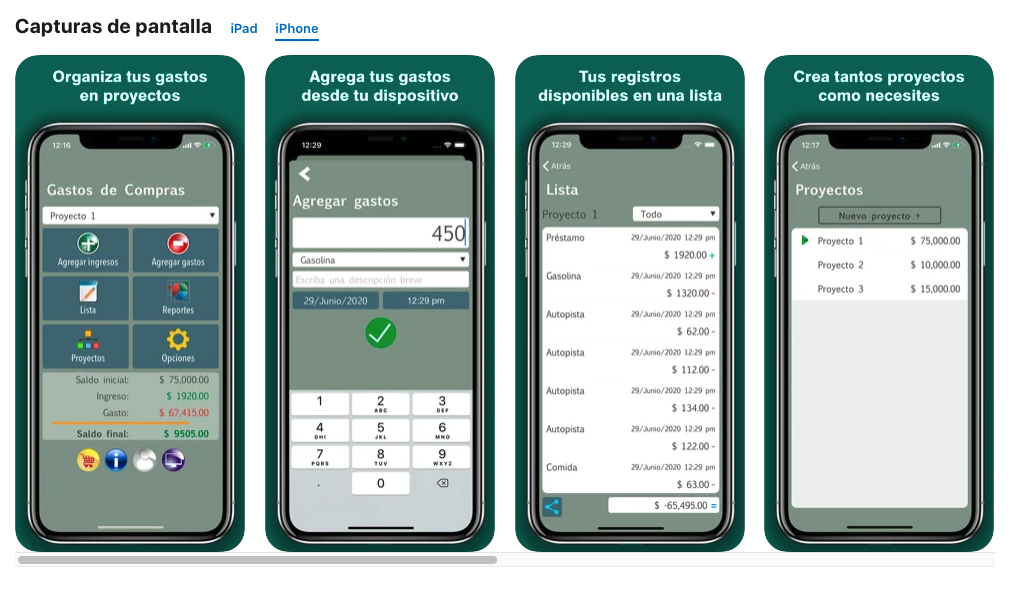 Capturas de pantalla iPad iPhone
Organiza tus gastos
en proyectos
12:16
Gastos de Compras
Proyecto 1
Agregar ingresos Agregar gastos
Lista Reportes
Proyectos Opciones
Saldo inicial: $ 75,000.00
Ingreso: $ 1920.00
Gasto: $ 67,415.00
Saldo final: $ 9505.00
Agrega tus gastos
desde tu dispositivo
12:29
Agregar gastos
450
Gasolina
Escriba una descripción breve
29/Junio/2020 12:29 pm
1 2 3
ABC DEF
4 5 6
GHI JKL MNO
7 8 9
PQRS TUV WXYZ
. 0
Tus registros
disponibles en una lista
12:29
Atrás
Lista
Proyecto 1 Todo
Préstamo 29/Junio/2020 12:29 pm
$ 1920.00 +
Gasolina 29/Junio/2020 12:29 pm
$ 1320.00 -
Autopista 29/Junio/2020 12:29 pm
$ 62.00 -
Autopista 29/Junio/2020 12:29 pm
$ 112.00 -
Autopista 29/Junio/2020 12:29 pm
$ 134.00 -
Autopista 29/Junio/2020 12:29 pm
$ 122.00 -
Comida 29/Junio/2020 12:29 pm
$ 63.00 -
$ -65,495.00 =
Crea tantos proyectos
como necesites
12:17
Atrás
Proyectos
Nuevo proyecto +
Proyecto 1 $ 75,000.00
Proyecto 2 $ 10,000.00
Proyecto 3 $ 15,000.00